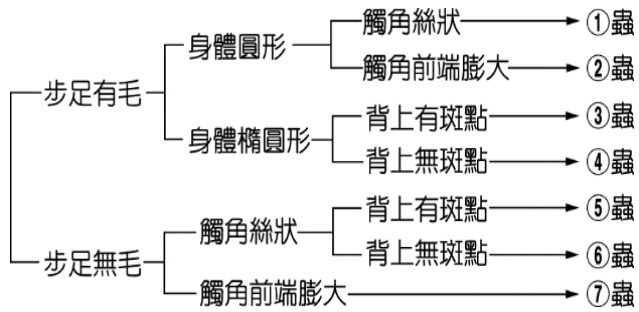 觸角絲狀 ①蟲
身體圓形
觸角前端膨大 ②蟲
步足有毛
背上有斑點 ③蟲
身體橢圓形
背上無斑點 ④蟲
背上有斑點 ⑤蟲
觸角絲狀
背上無斑點 ⑥蟲
步足無毛
觸角前端膨大 ⑦蟲